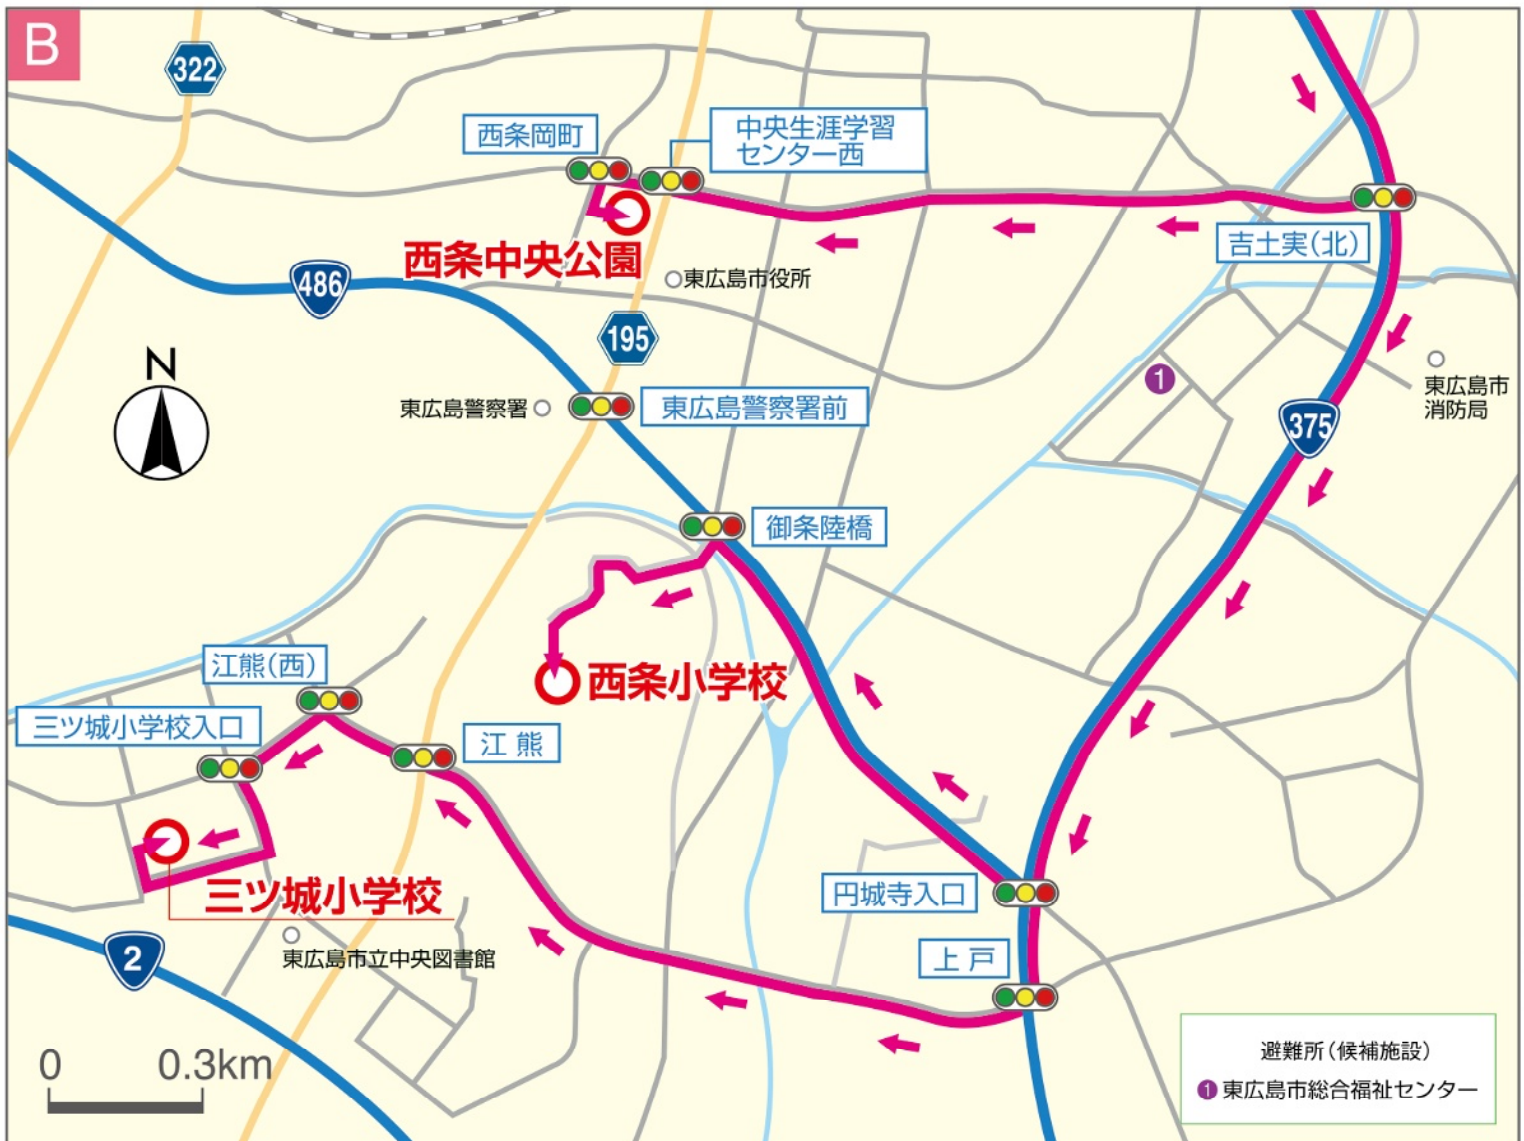 B
322
西条岡町
中央生涯学習
センター西
吉土実(北)
西条中央公園
東広島市役所
486
195
N
東広島警察署
東広島警察署前
1
東広島市
消防局
375
御条陸橋
江熊(西)
西条小学校
三ツ城小学校入口
江熊
円城寺入口
三ツ城小学校
上戸
2
東広島市立中央図書館
0 0.3km
避難所(候補施設)
1 東広島市総合福祉センター